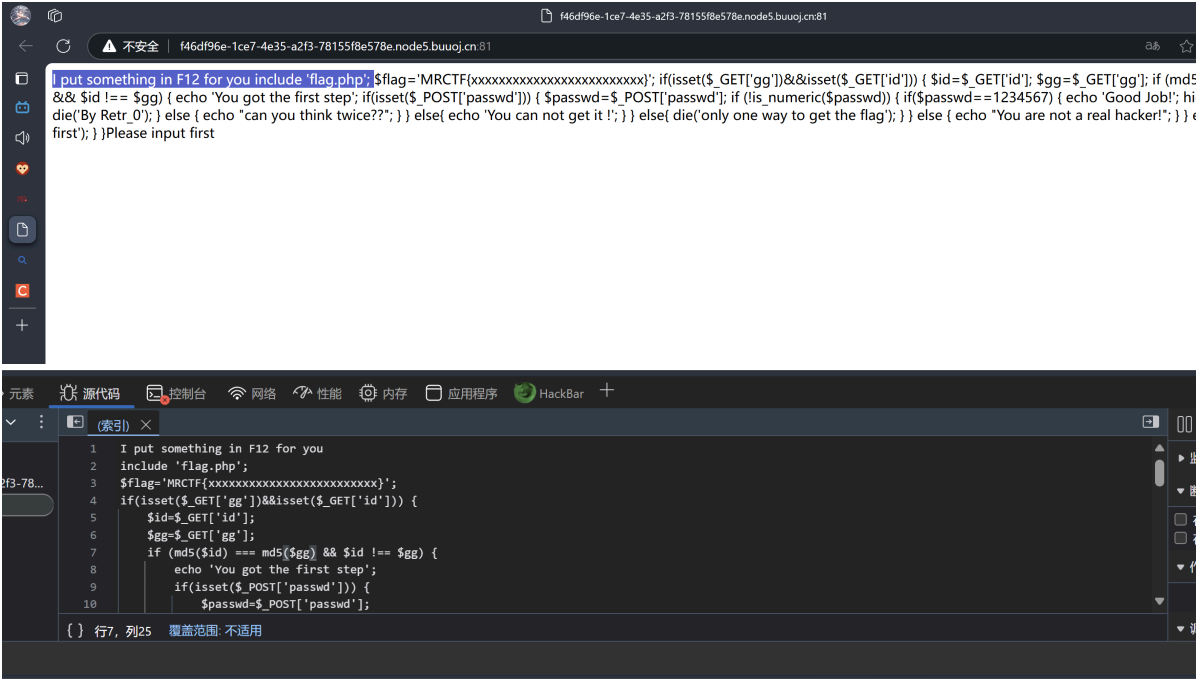 f46df96e-1ce7-4e35-a2f3-78155f8e578e.node5.buuoj.cn:81
不安全 f46df96e-1ce7-4e35-a2f3-78155f8e578e.node5.buuoj.cn:81
I put something in F12 for you include 'flag.php'; $flag='MRCTF{xxxxxxxxxxxxxxxxxxxxxxxxx}'; if(isset($_GET['gg'])&&isset($_GET['id'])) { $id=$_GET['id']; $gg=$_GET['gg']; if (md5
&& $id !== $gg) { echo 'You got the first step'; if(isset($_POST['passwd'])) { $passwd=$_POST['passwd']; if (!is_numeric($passwd)) { if($passwd==1234567) { echo 'Good Job!'; hi
die('By Retr_0'); } else { echo "can you think twice??"; } } else{ echo 'You can not get it !'; } } else{ die('only one way to get the flag'); } } else { echo "You are not a real hacker!"; } } e
first'); } }Please input first
元素 源代码 控制台 网络 性能 内存 应用程序 HackBar
(索引)
1 I put something in F12 for you
2 include 'flag.php';
3 $flag='MRCTF{xxxxxxxxxxxxxxxxxxxxxxxxx}';
2f3-78...
4 if(isset($_GET['gg'])&&isset($_GET['id'])) {
5 $id=$_GET['id'];
6 $gg=$_GET['gg'];
7 if (md5($id) === md5($gg) && $id !== $gg) {
8 echo 'You got the first step';
9 if(isset($_POST['passwd'])) {
10 $passwd=$_POST['passwd'];
{ } 行7，列25 覆盖范围: 不适用